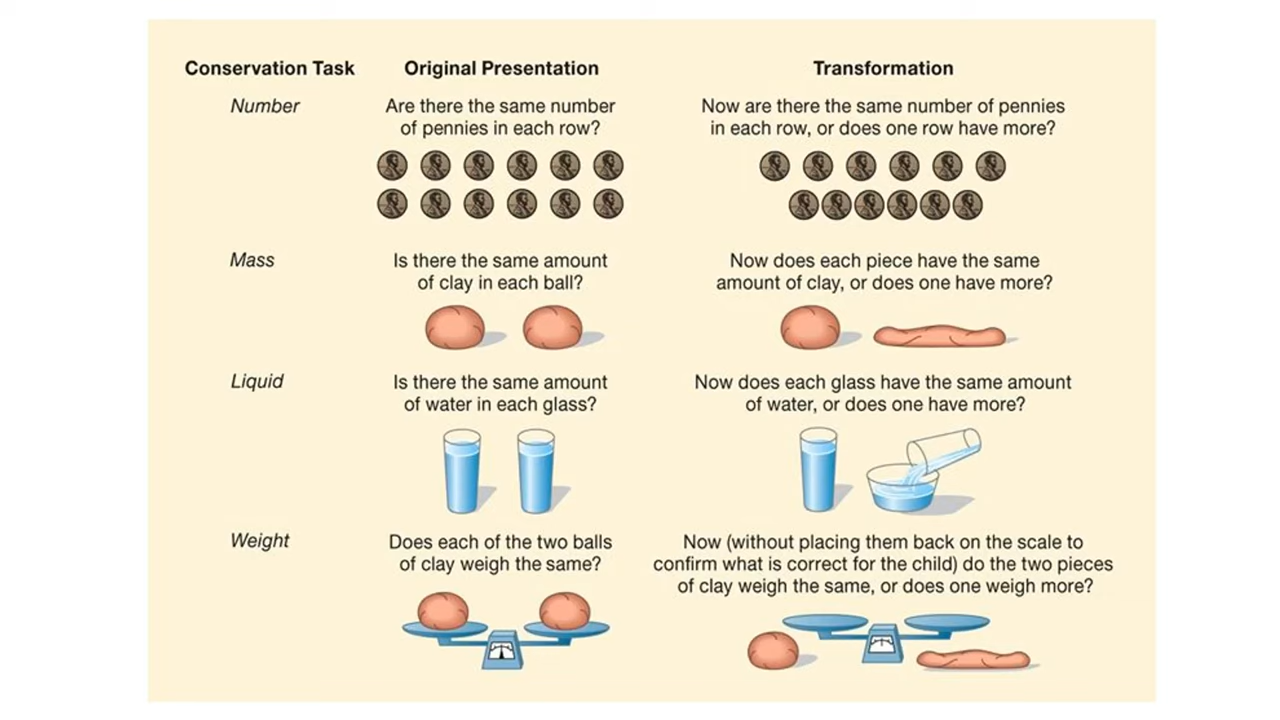 Conservation Task Original Presentation Transformation
Number
Are there the same number
of pennies in each row?
Now are there the same number of pennies
in each row, or does one row have more?
Mass
Is there the same amount
of clay in each ball?
Now does each piece have the same
amount of clay, or does one have more?
Liquid
Is there the same amount
of water in each glass?
Now does each glass have the same amount
of water, or does one have more?
Weight
Does each of the two balls
of clay weigh the same?
Now (without placing them back on the scale to
confirm what is correct for the child) do the two pieces
of clay weigh the same, or does one weigh more?